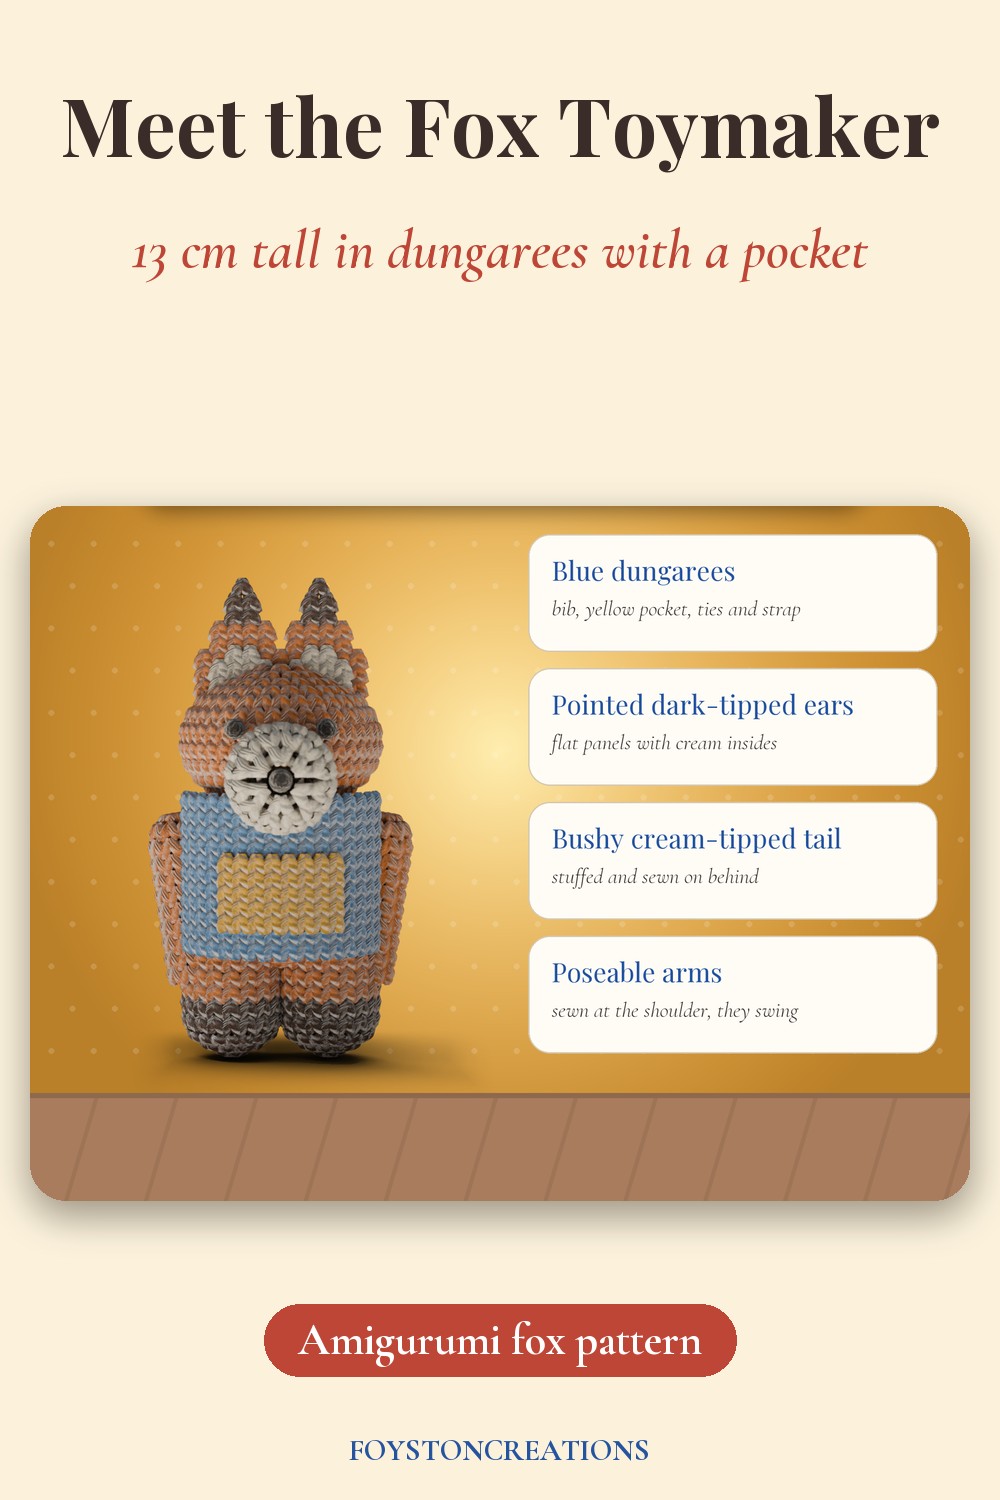 Meet the Fox Toymaker
13 cm tall in dungarees with a pocket
Blue dungarees
bib, yellow pocket, ties and strap
Pointed dark-tipped ears
flat panels with cream insides
Bushy cream-tipped tail
stuffed and sewn on behind
Poseable arms
sewn at the shoulder, they swing
Amigurumi fox pattern
FOYSTONCREATIONS